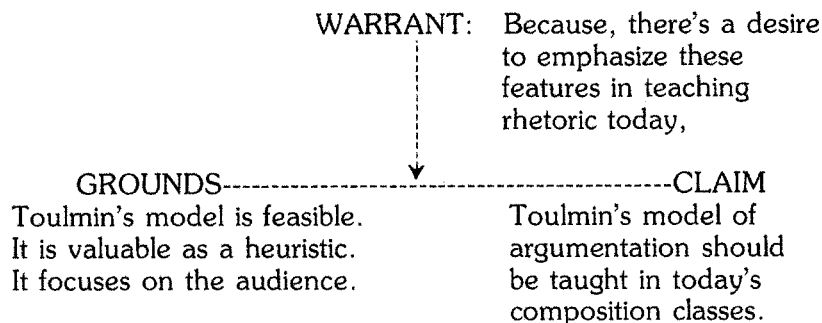 WARRANT: Because, there's a desire
to emphasize these
features in teaching
rhetoric today,
GROUNDS-----------------------------------------------CLAIM
Toulmin's model is feasible.
It is valuable as a heuristic.
It focuses on the audience.
Toulmin's model of
argumentation should
be taught in today's
composition classes.